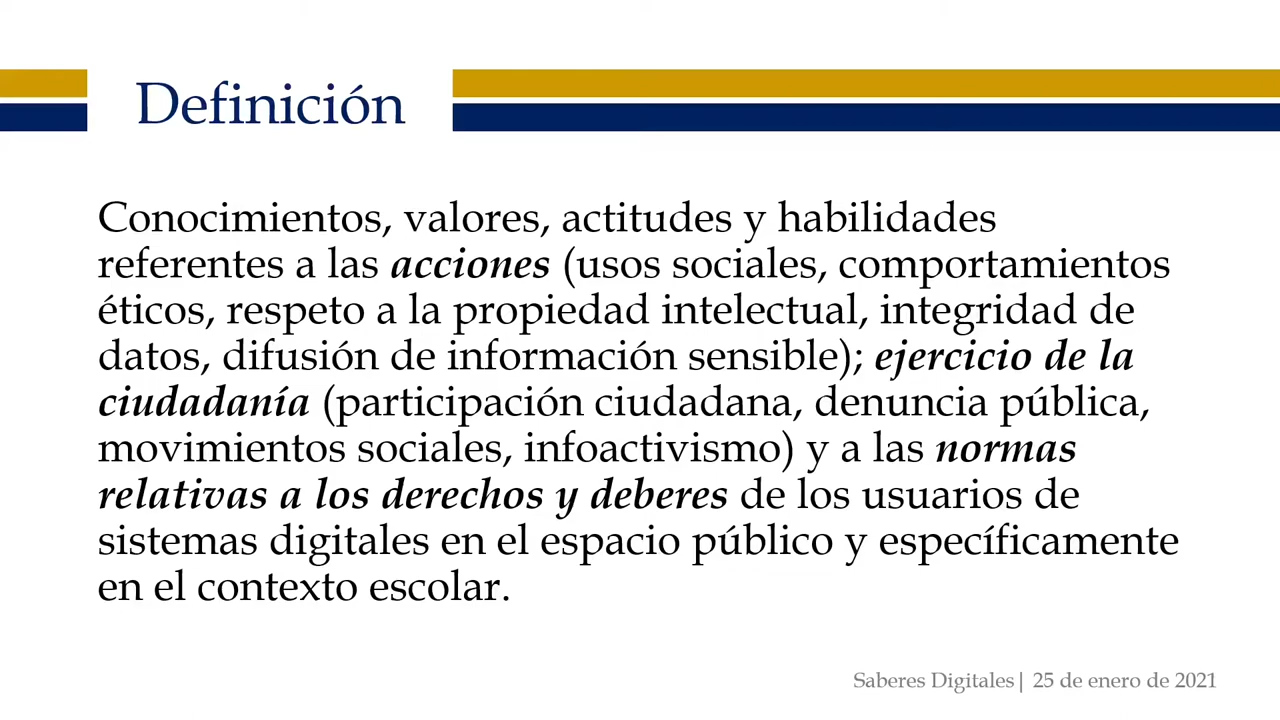 Definición
Conocimientos, valores, actitudes y habilidades
referentes a las acciones (usos sociales, comportamientos
éticos, respeto a la propiedad intelectual, integridad de
datos, difusión de información sensible); ejercicio de la
ciudadanía (participación ciudadana, denuncia pública,
movimientos sociales, infoactivismo) y a las normas
relativas a los derechos y deberes de los usuarios de
sistemas digitales en el espacio público y específicamente
en el contexto escolar.
Saberes Digitales| 25 de enero de 2021